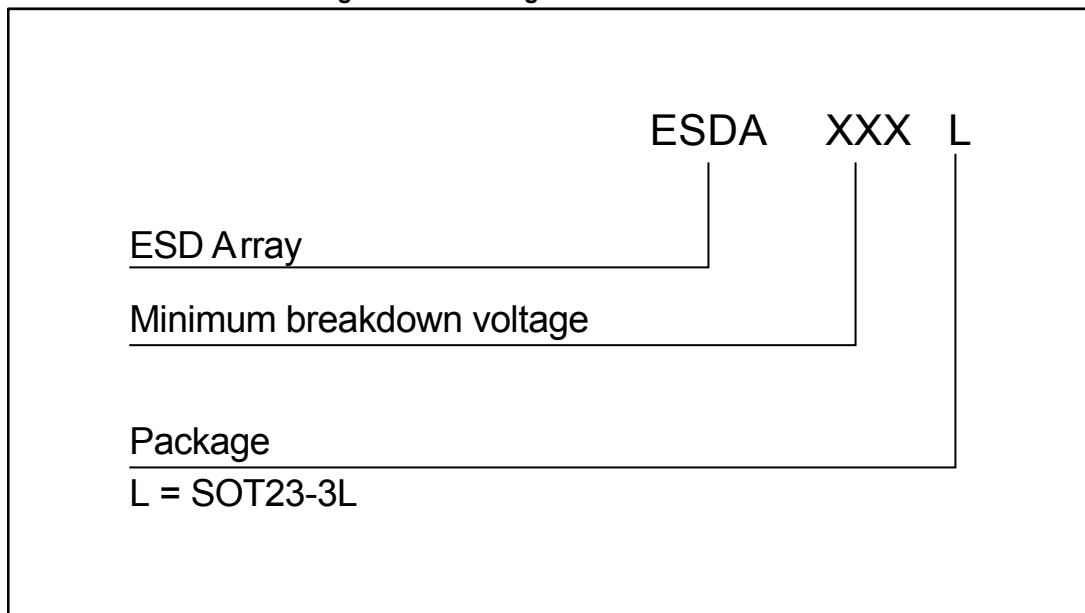 ESDA XXX L
ESD Array
Minimum breakdown voltage
Package
L = SOT23-3L